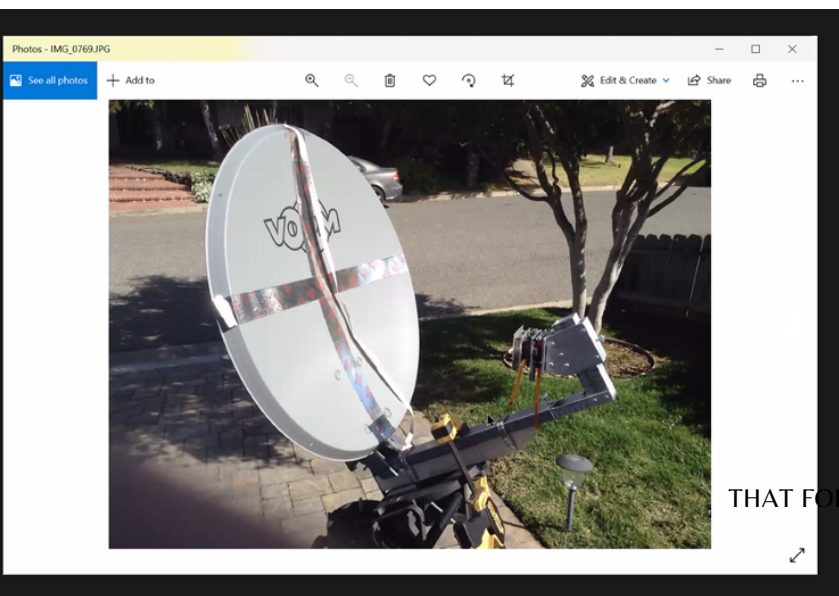 Photos - IMG_0769.JPG
See all photos
Add to
Edit & Create
Share
VOOM
THAT FO